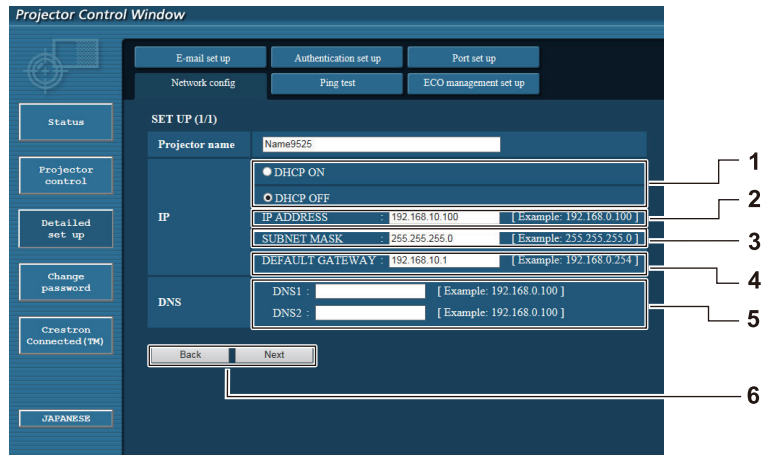 Projector Control Window
E-mail set up Authentication set up Port set up
Network config Ping test ECO management set up
Status
Projector control
Detailed set up
Change password
Crestron Connected(TM)
JAPANESE
SET UP (1/1)
Projector name Name9525
IP
DHCP ON
DHCP OFF
IP ADDRESS : 192.168.10.100 [ Example: 192.168.0.100 ]
SUBNET MASK : 255.255.255.0 [ Example: 255.255.255.0 ]
DEFAULT GATEWAY : 192.168.10.1 [ Example: 192.168.0.254 ]
DNS
DNS1 : [ Example: 192.168.0.100 ]
DNS2 : [ Example: 192.168.0.100 ]
Back Next
1
2
3
4
5
6